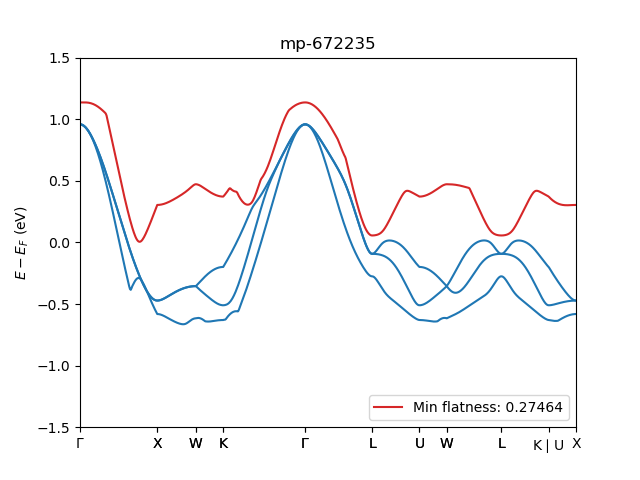 mp-672235
E − E_F (eV)
1.5
1.0
0.5
0.0
−0.5
−1.0
−1.5
Min flatness: 0.27464
Γ X W K Γ L U W L K | U X